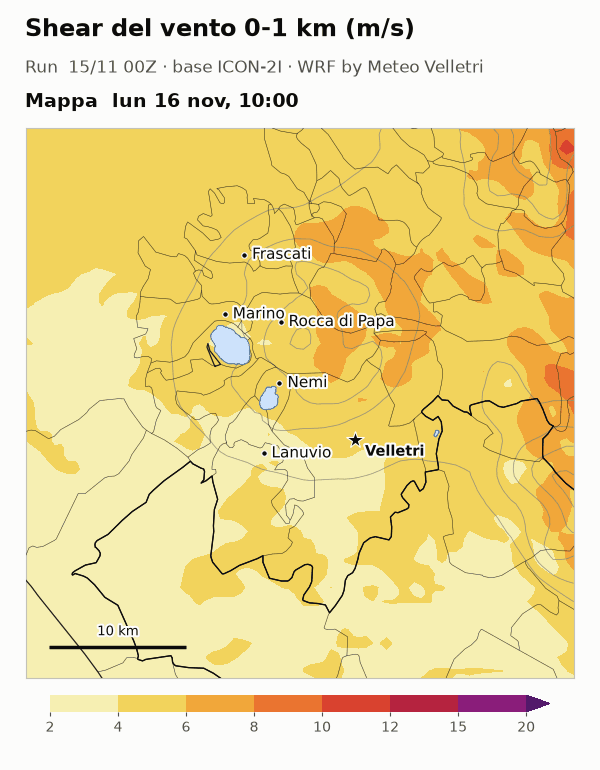 Shear del vento 0-1 km (m/s)
Run  15/11 00Z · base ICON-2I · WRF by Meteo Velletri
Mappa  lun 16 nov, 10:00
Frascati
Marino
Rocca di Papa
Nemi
Velletri
Lanuvio
10 km
2 4 6 8 10 12 15 20